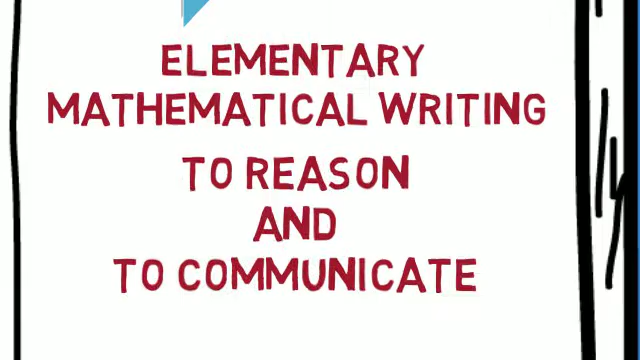 ELEMENTARY
MATHEMATICAL WRITING
TO REASON
AND
TO COMMUNICATE